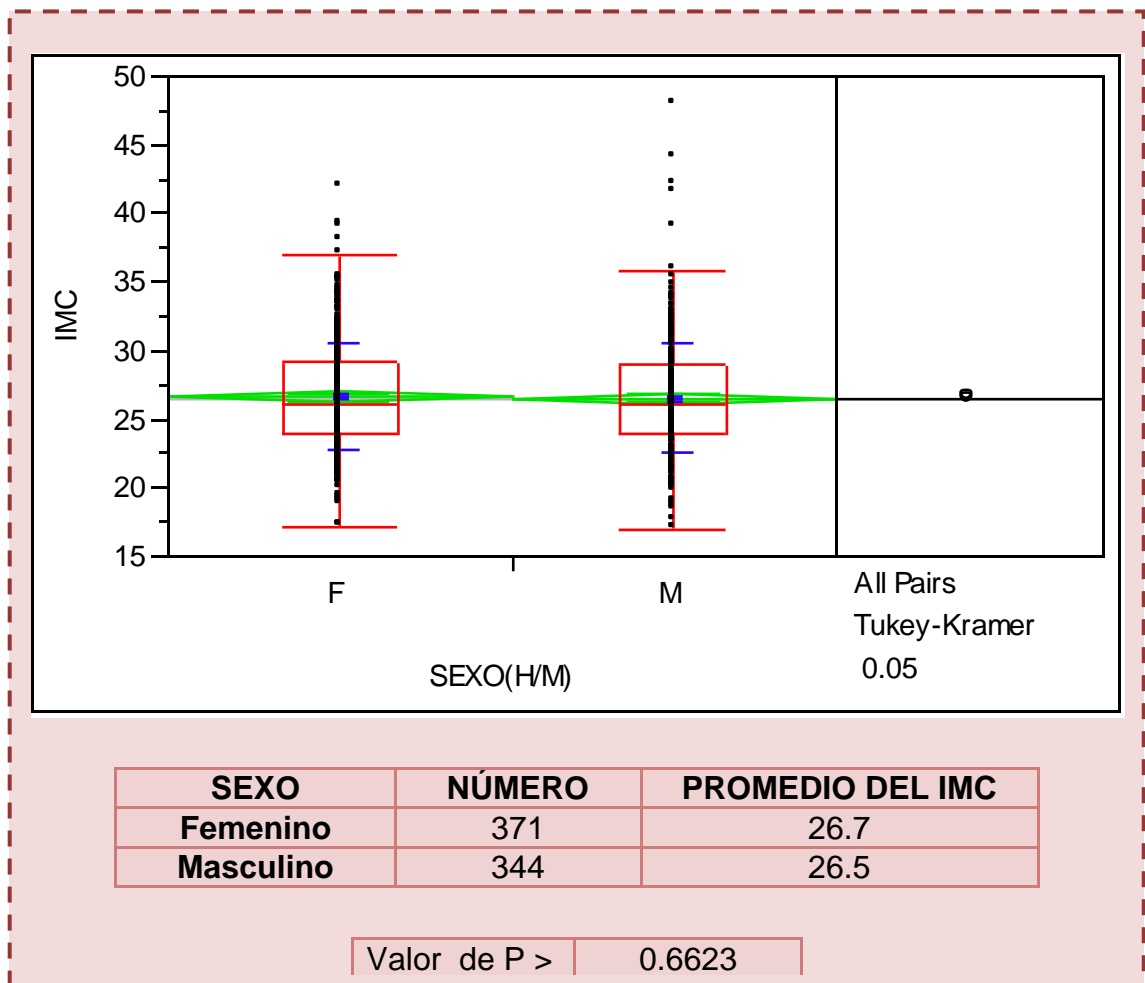 50
45
40
35
30
25
20
15
IMC
F
M
All Pairs
Tukey-Kramer
0.05
SEXO(H/M)
SEXO NÚMERO PROMEDIO DEL IMC
Femenino 371 26.7
Masculino 344 26.5
Valor de P > 0.6623